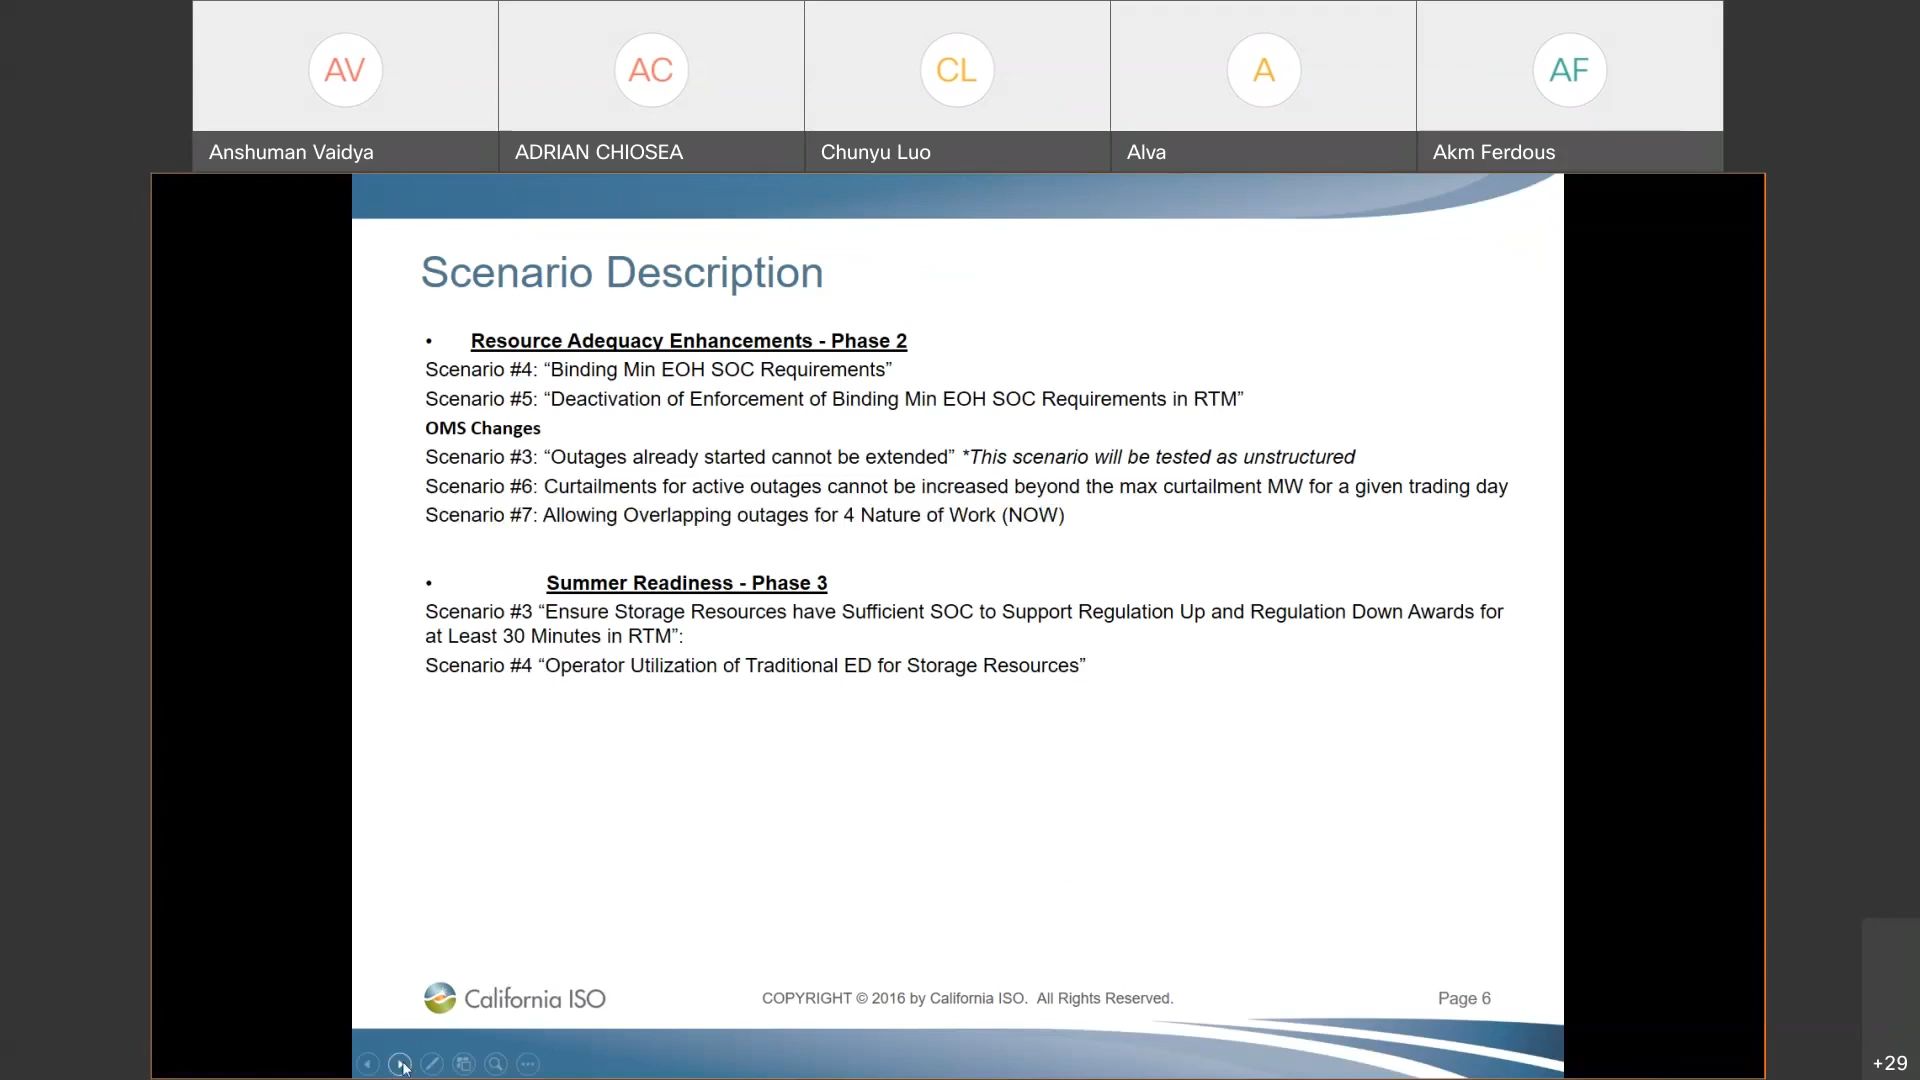 AV
AC
CL
A
AF
Anshuman Vaidya
ADRIAN CHIOSEA
Chunyu Luo
Alva
Akm Ferdous
Scenario Description
• Resource Adequacy Enhancements - Phase 2
Scenario #4: “Binding Min EOH SOC Requirements”
Scenario #5: “Deactivation of Enforcement of Binding Min EOH SOC Requirements in RTM”
OMS Changes
Scenario #3: “Outages already started cannot be extended” *This scenario will be tested as unstructured
Scenario #6: Curtailments for active outages cannot be increased beyond the max curtailment MW for a given trading day
Scenario #7: Allowing Overlapping outages for 4 Nature of Work (NOW)
• Summer Readiness - Phase 3
Scenario #3 “Ensure Storage Resources have Sufficient SOC to Support Regulation Up and Regulation Down Awards for
at Least 30 Minutes in RTM”:
Scenario #4 “Operator Utilization of Traditional ED for Storage Resources”
California ISO
COPYRIGHT © 2016 by California ISO. All Rights Reserved.
Page 6
+29